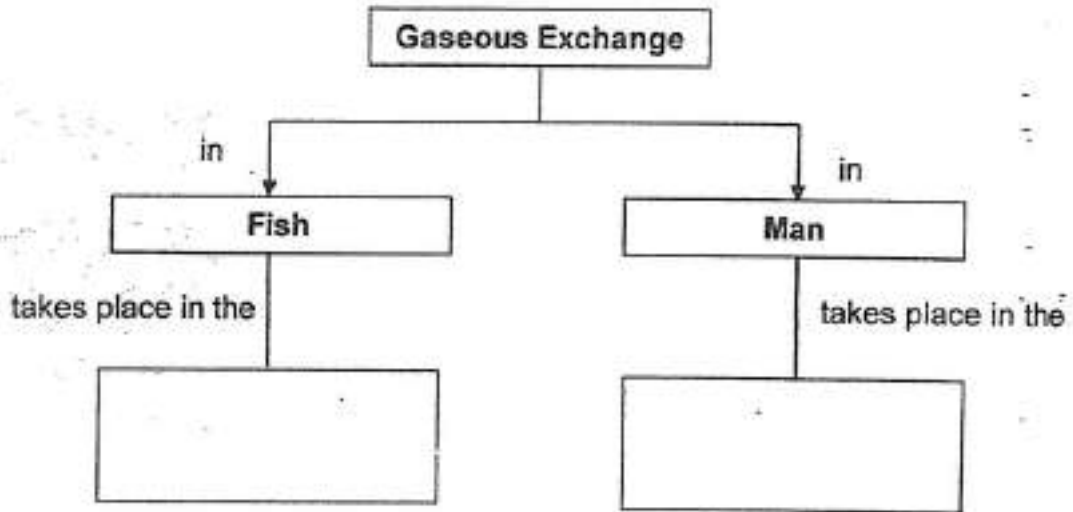 Gaseous Exchange
in
in
Fish
Man
takes place in the
takes place in the